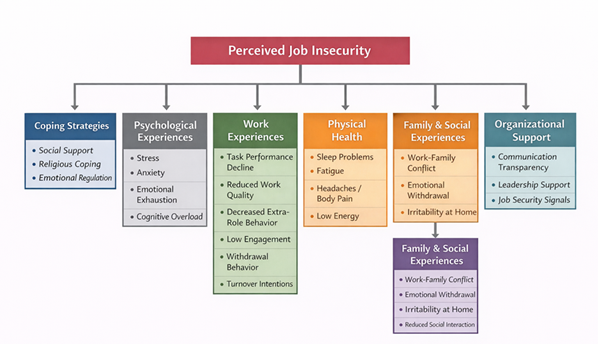 Perceived Job Insecurity
Coping Strategies
• Social Support
• Religious Coping
• Emotional Regulation
Psychological
Experiences
• Stress
• Anxiety
• Emotional
Exhaustion
• Cognitive Overload
Work
Experiences
• Task Performance
Decline
• Reduced Work
Quality
• Decreased Extra-
Role Behavior
• Low Engagement
• Withdrawal
Behavior
• Turnover Intentions
Physical
Health
• Sleep Problems
• Fatigue
• Headaches /
Body Pain
• Low Energy
Family & Social
Experiences
• Work-Family
Conflict
• Emotional
Withdrawal
• Irritability at Home
Organizational
Support
• Communication
Transparency
• Leadership Support
• Job Security Signals
Family & Social
Experiences
• Work-Family Conflict
• Emotional Withdrawal
• Irritability at Home
• Reduced Social Interaction